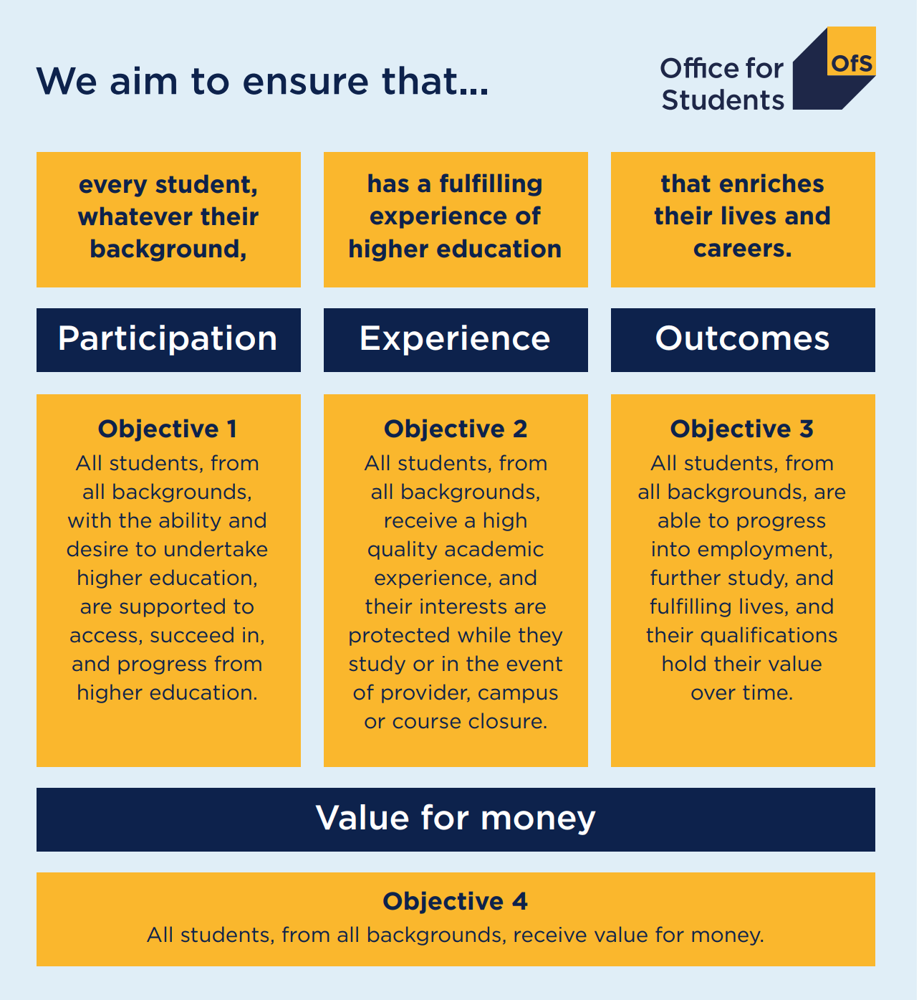 We aim to ensure that...
Office for
Students
OfS
every student,
whatever their
background,
has a fulfilling
experience of
higher education
that enriches
their lives and
careers.
Participation
Experience
Outcomes
Objective 1
All students, from
all backgrounds,
with the ability and
desire to undertake
higher education,
are supported to
access, succeed in,
and progress from
higher education.
Objective 2
All students, from
all backgrounds,
receive a high
quality academic
experience, and
their interests are
protected while they
study or in the event
of provider, campus
or course closure.
Objective 3
All students, from
all backgrounds, are
able to progress
into employment,
further study, and
fulfilling lives, and
their qualifications
hold their value
over time.
Value for money
Objective 4
All students, from all backgrounds, receive value for money.